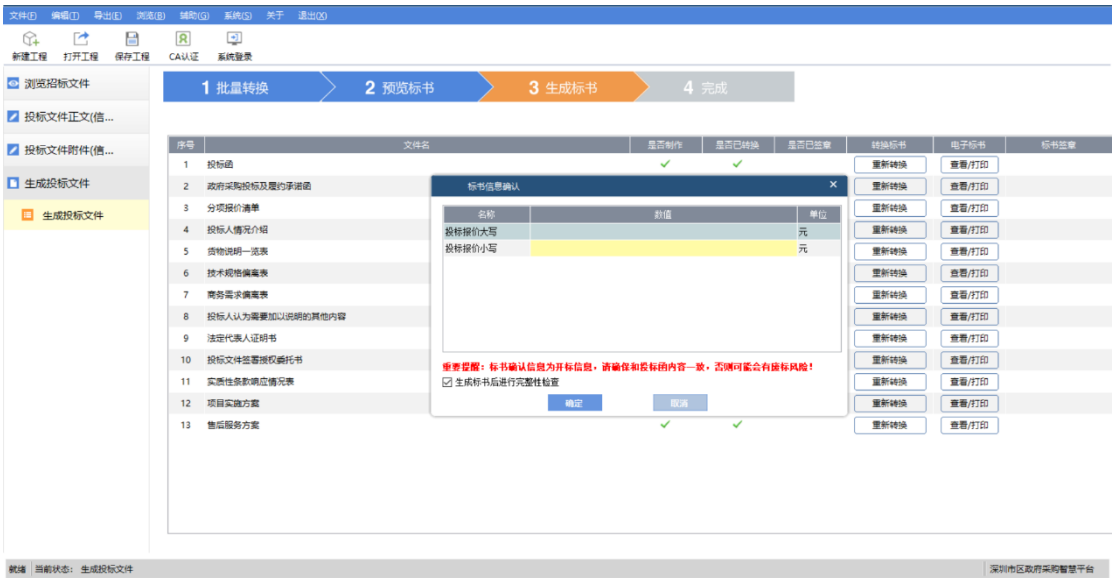 文件(F) 编辑(T) 导出(E) 浏览(B) 辅助(G) 系统(S) 关于 退出(X)
新建工程 打开工程 保存工程 CA认证 系统登录
浏览招标文件
投标文件正文(信...
投标文件附件(信...
生成投标文件
生成投标文件
1 批量转换 2 预览标书 3 生成标书 4 完成
序号 文件名 是否制作 是否已转换 是否已签章 转换标书 电子标书 标书签章
1 投标函 重新转换 查看/打印
2 政府采购投标及履约承诺函 重新转换 查看/打印
3 分项报价清单 重新转换 查看/打印
4 投标人情况介绍 重新转换 查看/打印
5 货物说明一览表 重新转换 查看/打印
6 技术规格偏离表 重新转换 查看/打印
7 商务需求偏离表 重新转换 查看/打印
8 投标人认为需要加以说明的其他内容 重新转换 查看/打印
9 法定代表人证明书 重新转换 查看/打印
10 投标文件签署授权委托书 重新转换 查看/打印
11 实质性条款响应情况表 重新转换 查看/打印
12 项目实施方案 重新转换 查看/打印
13 售后服务方案 重新转换 查看/打印
标书信息确认
名称 数值 单位
投标报价大写 元
投标报价小写 元
重要提醒：标书确认信息为开标信息，请确保和投标函内容一致，否则可能会有废标风险！
生成标书后进行完整性检查
确定 取消
就绪 当前状态：生成投标文件 深圳市区政府采购智慧平台